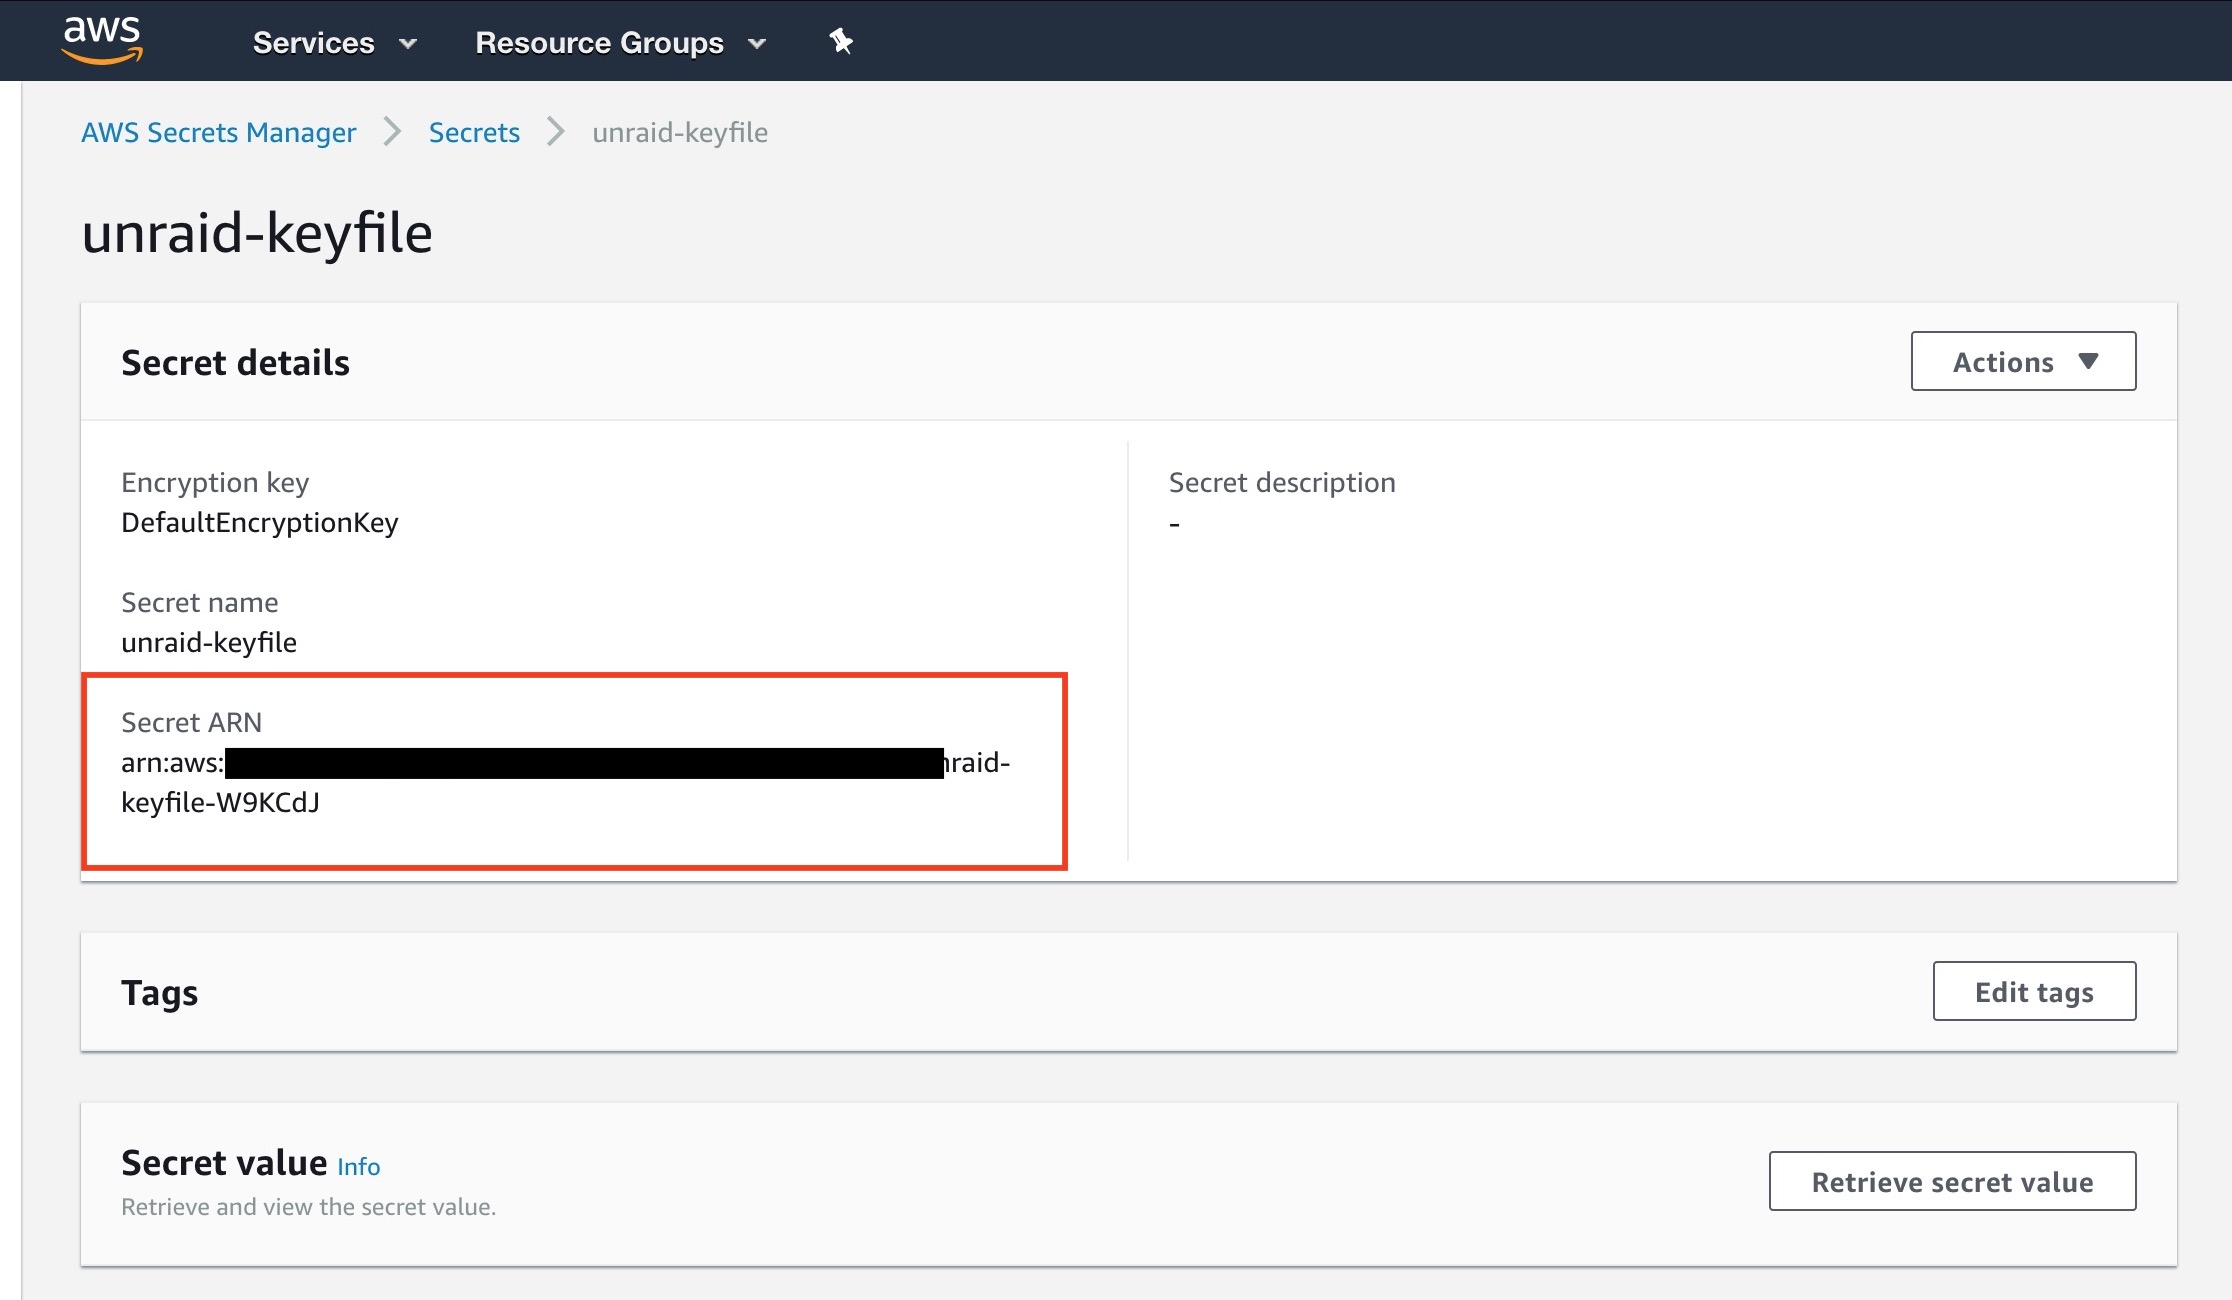 aws
Services
Resource Groups
AWS Secrets Manager
Secrets
unraid-keyfile
unraid-keyfile
Secret details
Actions
Encryption key
DefaultEncryptionKey
Secret description
-
Secret name
unraid-keyfile
Secret ARN
arn:aws: raid-
keyfile-W9KCdJ
Tags
Edit tags
Secret value Info
Retrieve and view the secret value.
Retrieve secret value